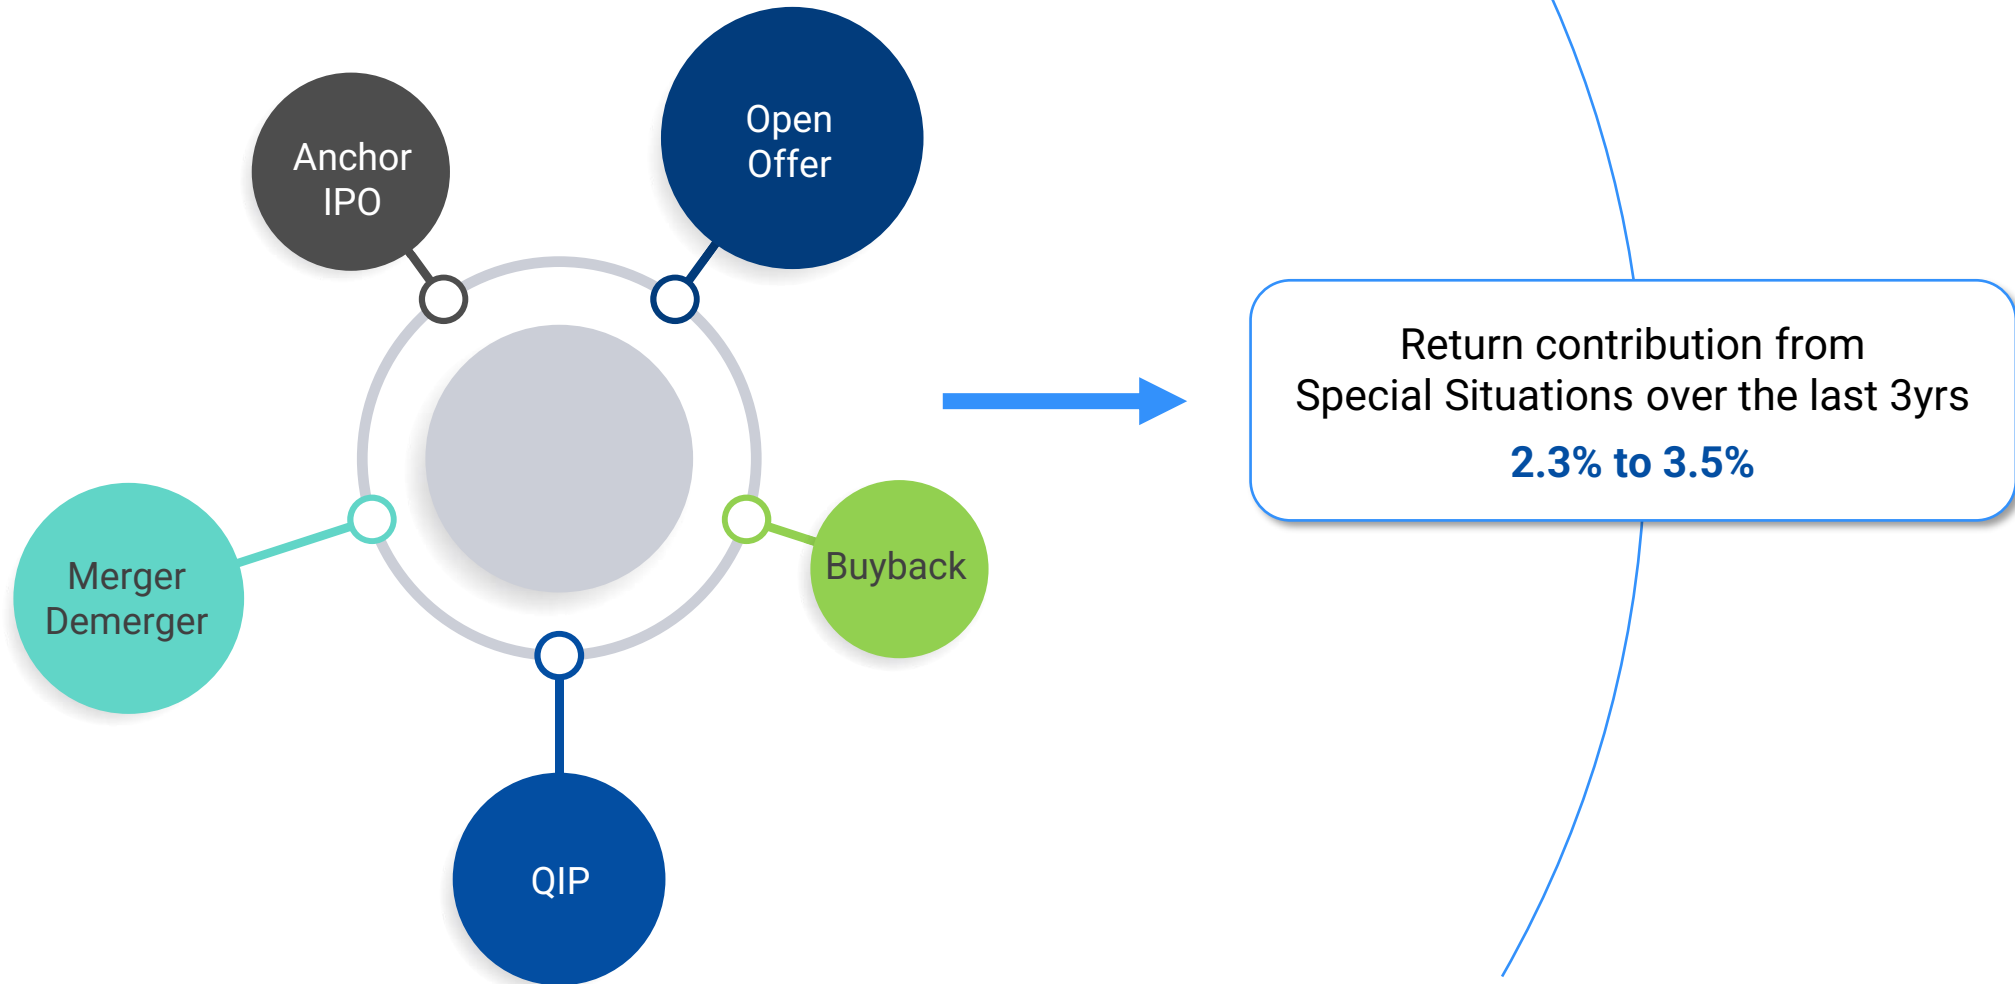 Anchor
IPO
Open
Offer
Merger
Demerger
Buyback
QIP
Return contribution from
Special Situations over the last 3yrs
2.3% to 3.5%